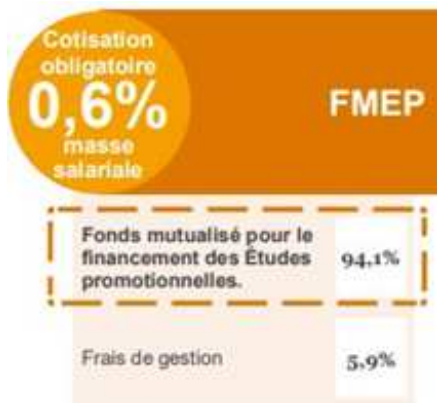 Cotisation
obligatoire
0,6%
masse
salariale
FMEP
Fonds mutualisé pour le
financement des Études
promotionnelles.
94,1%
Frais de gestion
5,9%